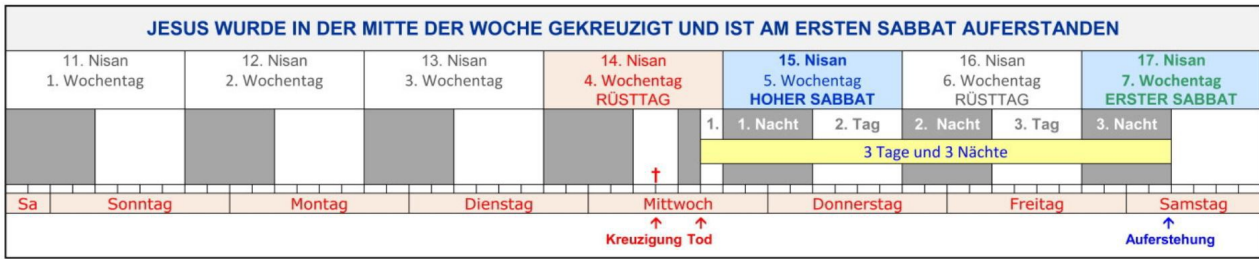 JESUS WURDE IN DER MITTE DER WOCHE GEKREUZIGT UND IST AM ERSTEN SABBAT AUFERSTANDEN
11. Nisan
1. Wochentag
12. Nisan
2. Wochentag
13. Nisan
3. Wochentag
14. Nisan
4. Wochentag
RÜSTTAG
15. Nisan
5. Wochentag
HOHER SABBAT
16. Nisan
6. Wochentag
RÜSTTAG
17. Nisan
7. Wochentag
ERSTER SABBAT
1. 1. Nacht 2. Tag 2. Nacht 3. Tag 3. Nacht
3 Tage und 3 Nächte
Sa Sonntag Montag Dienstag Mittwoch Donnerstag Freitag Samstag
Kreuzigung Tod Auferstehung